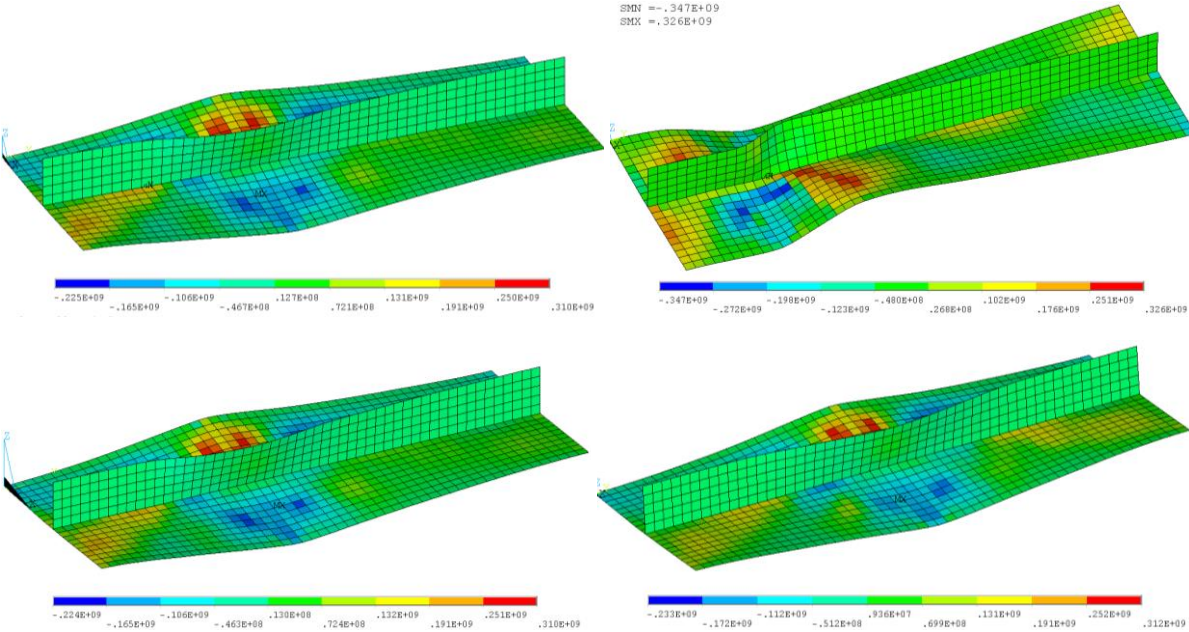 SMN =-.347E+09
SMX =.326E+09
MX
-.225E+09 -.106E+09 .127E+08 .131E+09 .250E+09
-.165E+09 -.467E+08 .721E+08 .191E+09 .310E+09
-.347E+09 -.198E+09 -.480E+08 .102E+09 .251E+09
-.272E+09 -.123E+09 .268E+08 .176E+09 .326E+09
MX
MX
-.224E+09 -.106E+09 .130E+08 .132E+09 .251E+09
-.165E+09 -.463E+08 .724E+08 .191E+09 .310E+09
-.233E+09 -.112E+09 .936E+07 .131E+09 .252E+09
-.172E+09 -.512E+08 .699E+08 .191E+09 .312E+09